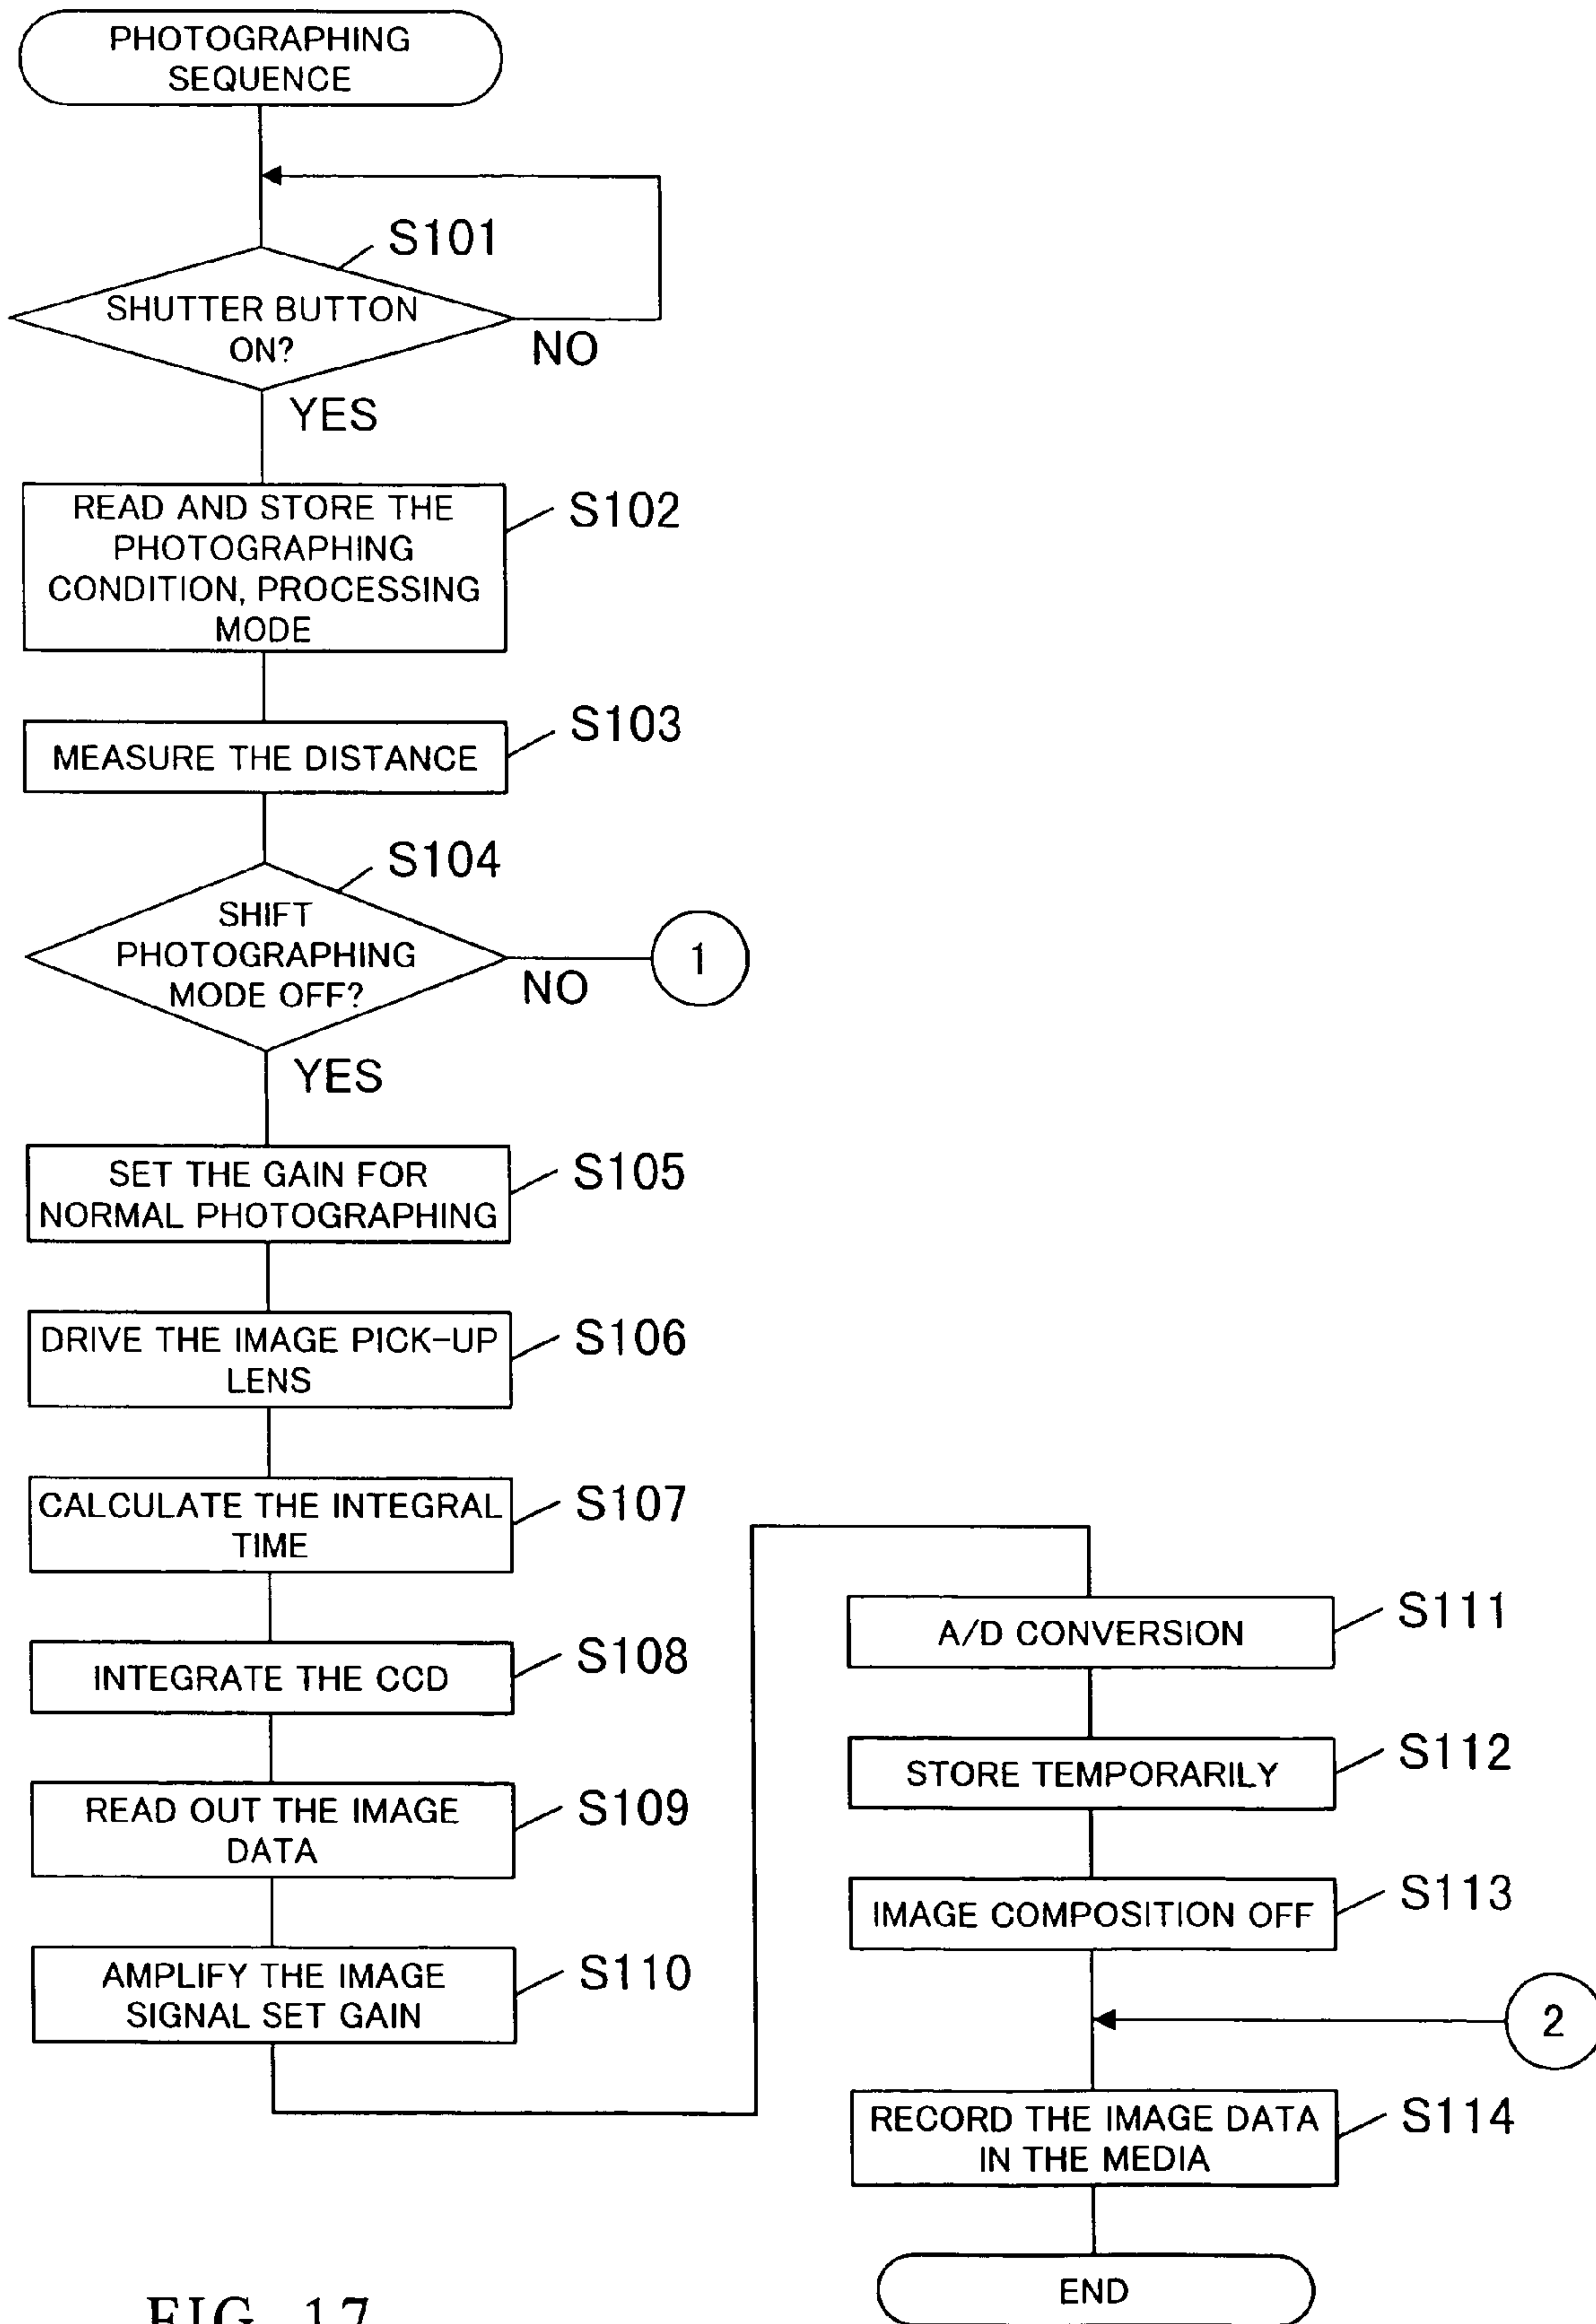 PHOTOGRAPHING
SEQUENCE
S101
SHUTTER BUTTON
ON?
NO
YES
READ AND STORE THE
PHOTOGRAPHING
CONDITION, PROCESSING
MODE
S102
MEASURE THE DISTANCE
S103
S104
SHIFT
PHOTOGRAPHING
MODE OFF?
NO
1
YES
SET THE GAIN FOR
NORMAL PHOTOGRAPHING
S105
DRIVE THE IMAGE PICK-UP
LENS
S106
CALCULATE THE INTEGRAL
TIME
S107
INTEGRATE THE CCD
S108
READ OUT THE IMAGE
DATA
S109
AMPLIFY THE IMAGE
SIGNAL SET GAIN
S110
A/D CONVERSION
S111
STORE TEMPORARILY
S112
IMAGE COMPOSITION OFF
S113
2
RECORD THE IMAGE DATA
IN THE MEDIA
S114
END
FIG. 17